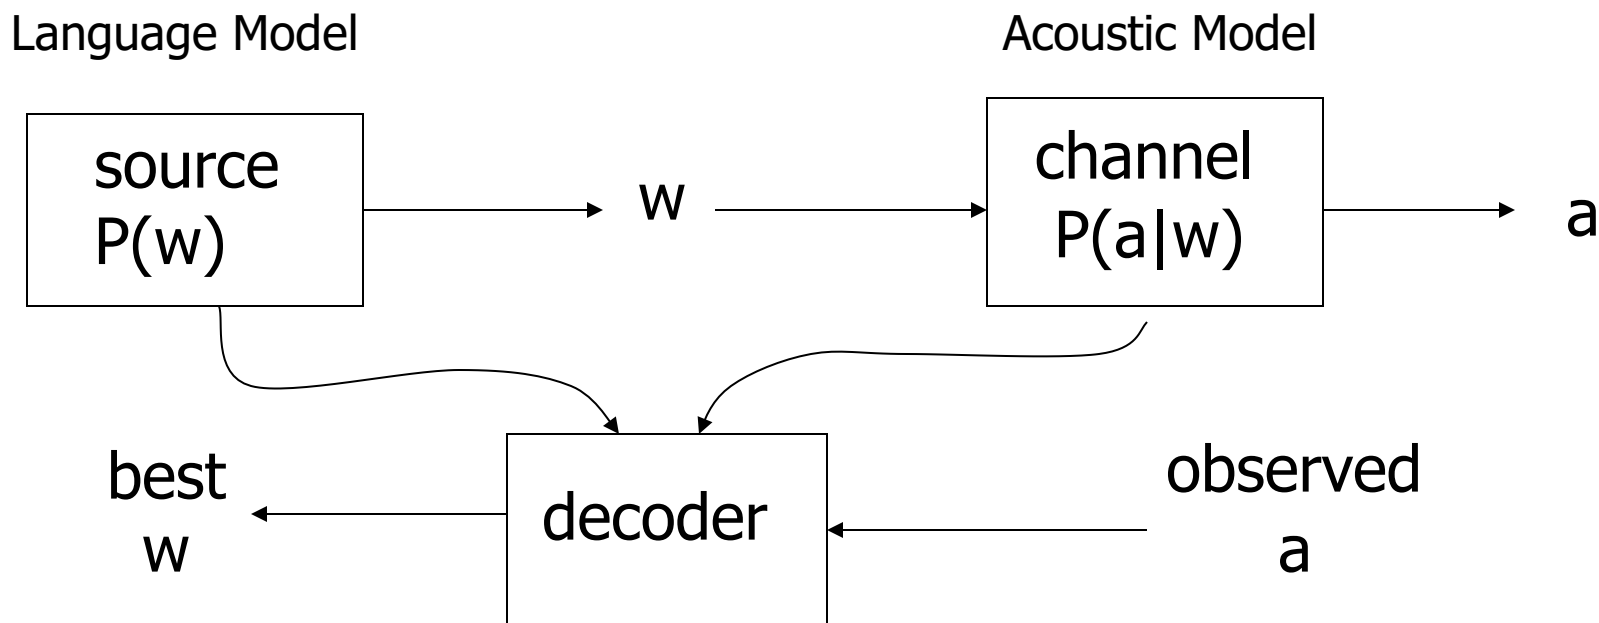 Language Model
Acoustic Model
source
P(w)
w
channel
P(a|w)
a
best
w
decoder
observed
a